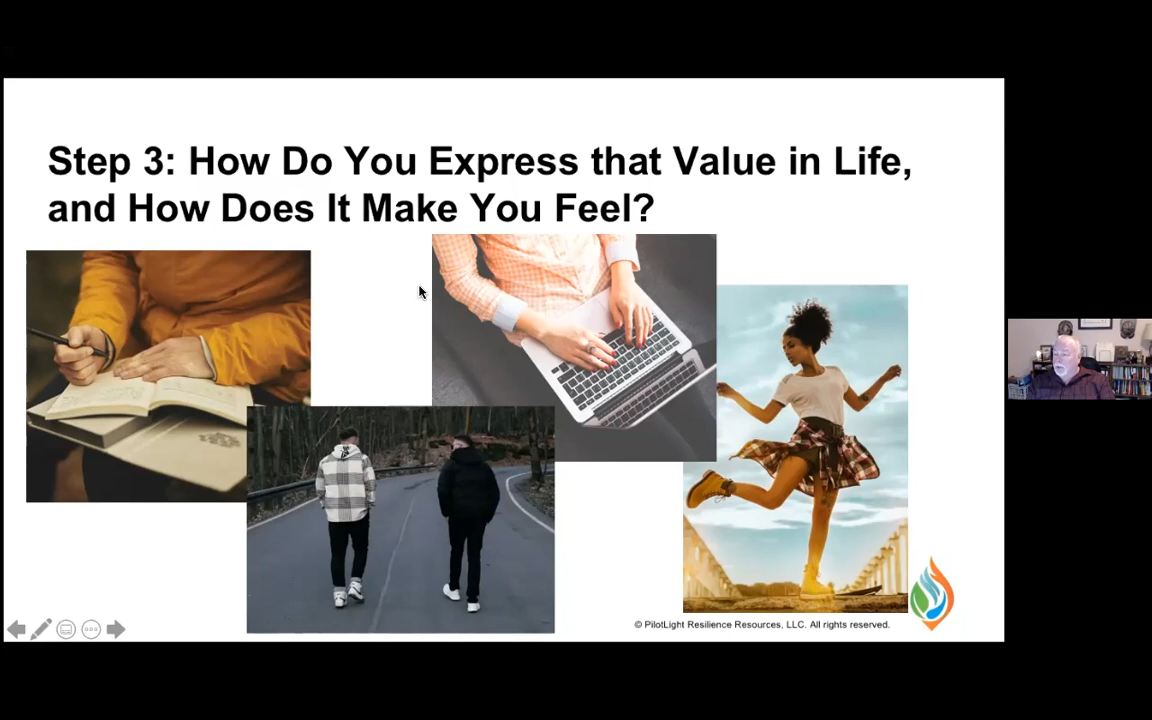 Step 3: How Do You Express that Value in Life,
and How Does It Make You Feel?
© PilotLight Resilience Resources, LLC. All rights reserved.